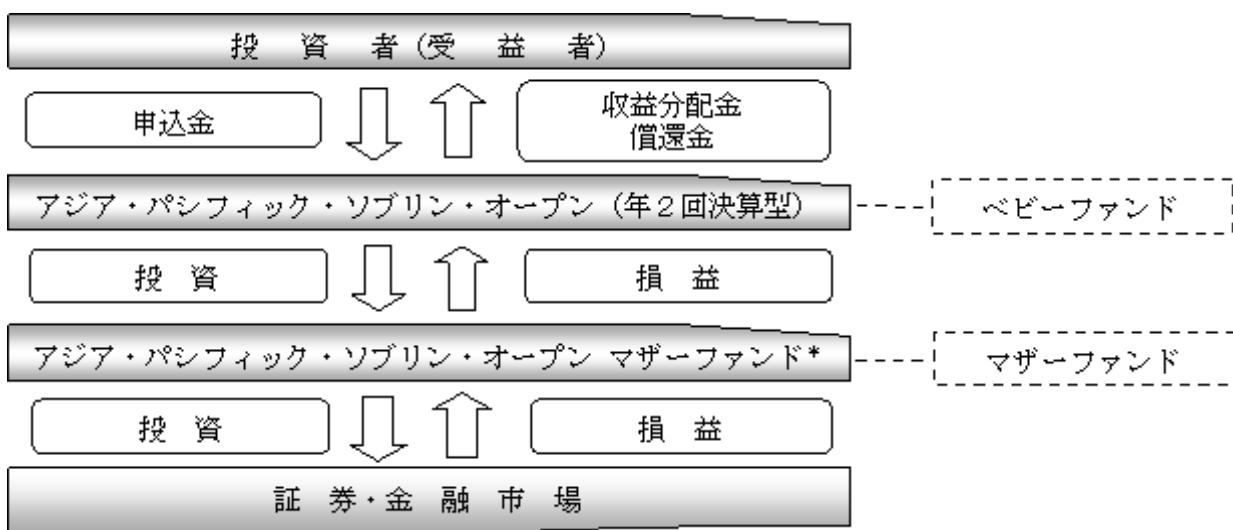 投資者(受益者)
申込金
収益分配金
償還金
アジア・パシフィック・ソブリン・オープン(年2回決算型)
ベビーファンド
投資
損益
アジア・パシフィック・ソブリン・オープン マザーファンド*
マザーファンド
投資
損益
証券・金融市場